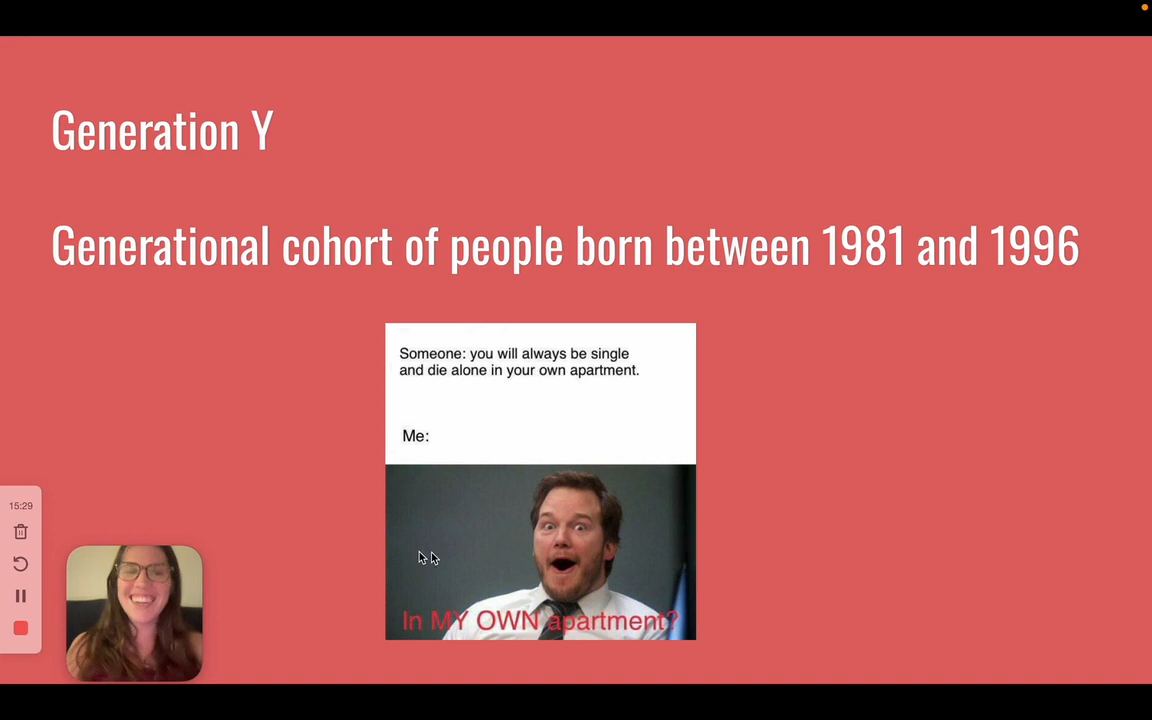 Generation Y
Generational cohort of people born between 1981 and 1996
Someone: you will always be single
and die alone in your own apartment.
Me:
In MY OWN apartment?
15:29